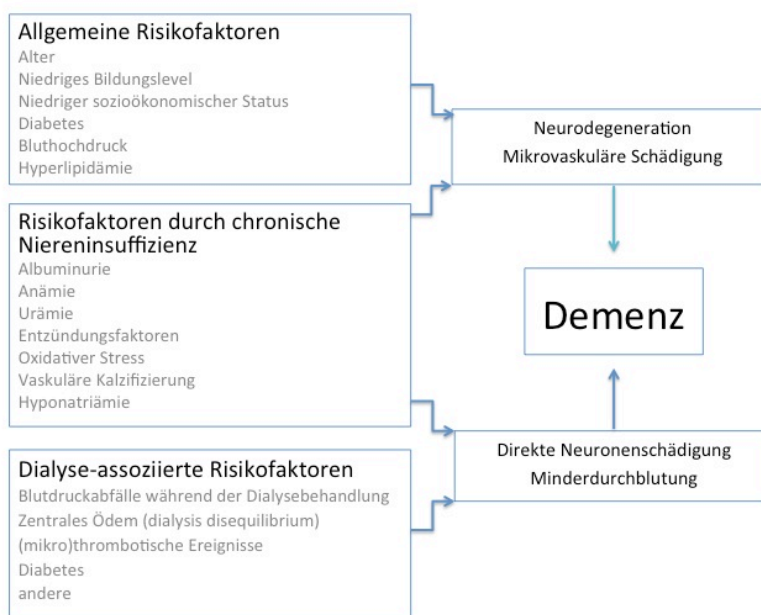 Allgemeine Risikofaktoren
Alter
Niedriges Bildungslevel
Niedriger sozioökonomischer Status
Diabetes
Bluthochdruck
Hyperlipidämie
Risikofaktoren durch chronische
Niereninsuffizienz
Albuminurie
Anämie
Urämie
Entzündungsfaktoren
Oxidativer Stress
Vaskuläre Kalzifizierung
Hyponatriämie
Dialyse-assoziierte Risikofaktoren
Blutdruckabfälle während der Dialysebehandlung
Zentrales Ödem (dialysis disequilibrium)
(mikro)thrombotische Ereignisse
Diabetes
andere
Neurodegeneration
Mikrovaskuläre Schädigung
Demenz
Direkte Neuronenschädigung
Minderdurchblutung